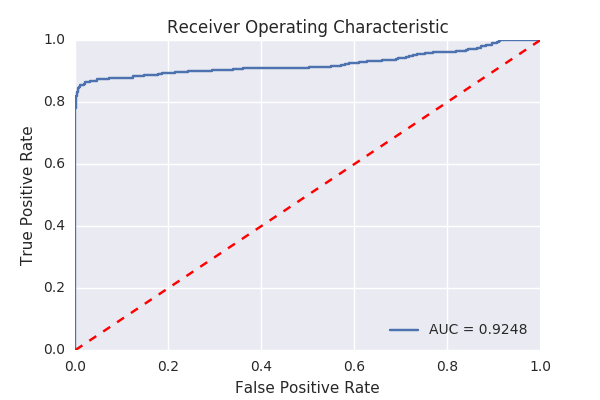 Receiver Operating Characteristic
1.0
0.8
0.6
0.4
0.2
0.0
True Positive Rate
AUC = 0.9248
0.0 0.2 0.4 0.6 0.8 1.0
False Positive Rate